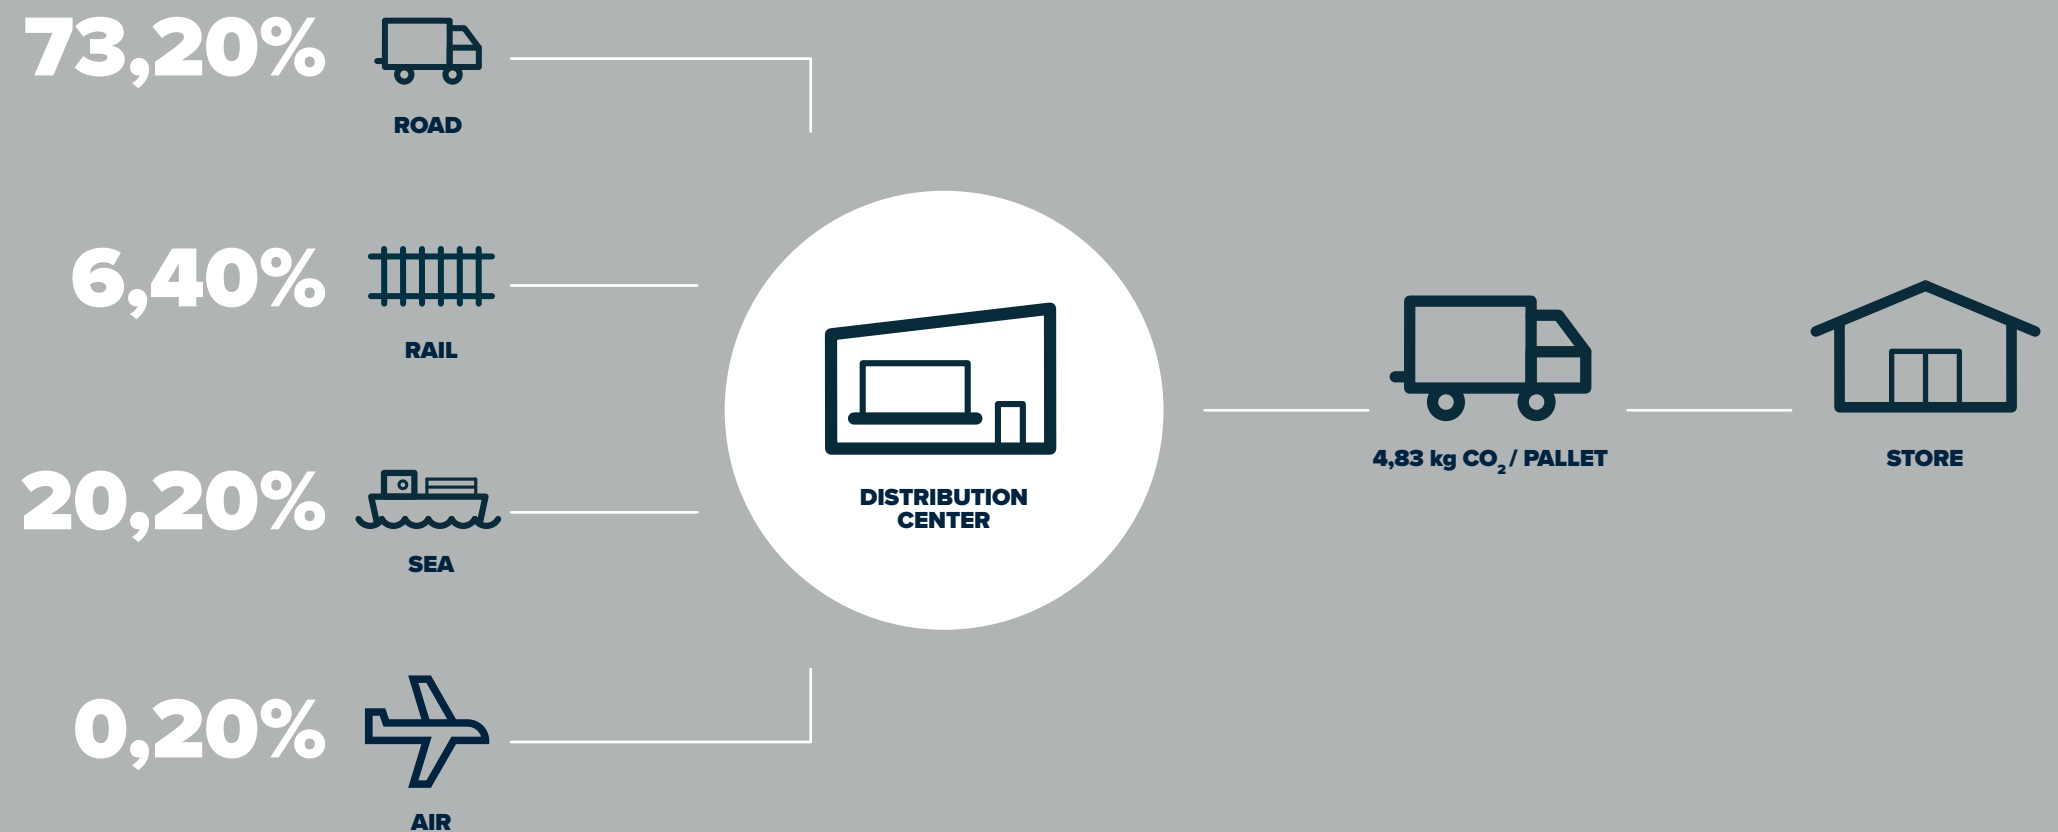 73,20%
ROAD
6,40%
RAIL
20,20%
SEA
0,20%
AIR
DISTRIBUTION
CENTER
4,83 kg CO₂ / PALLET
STORE